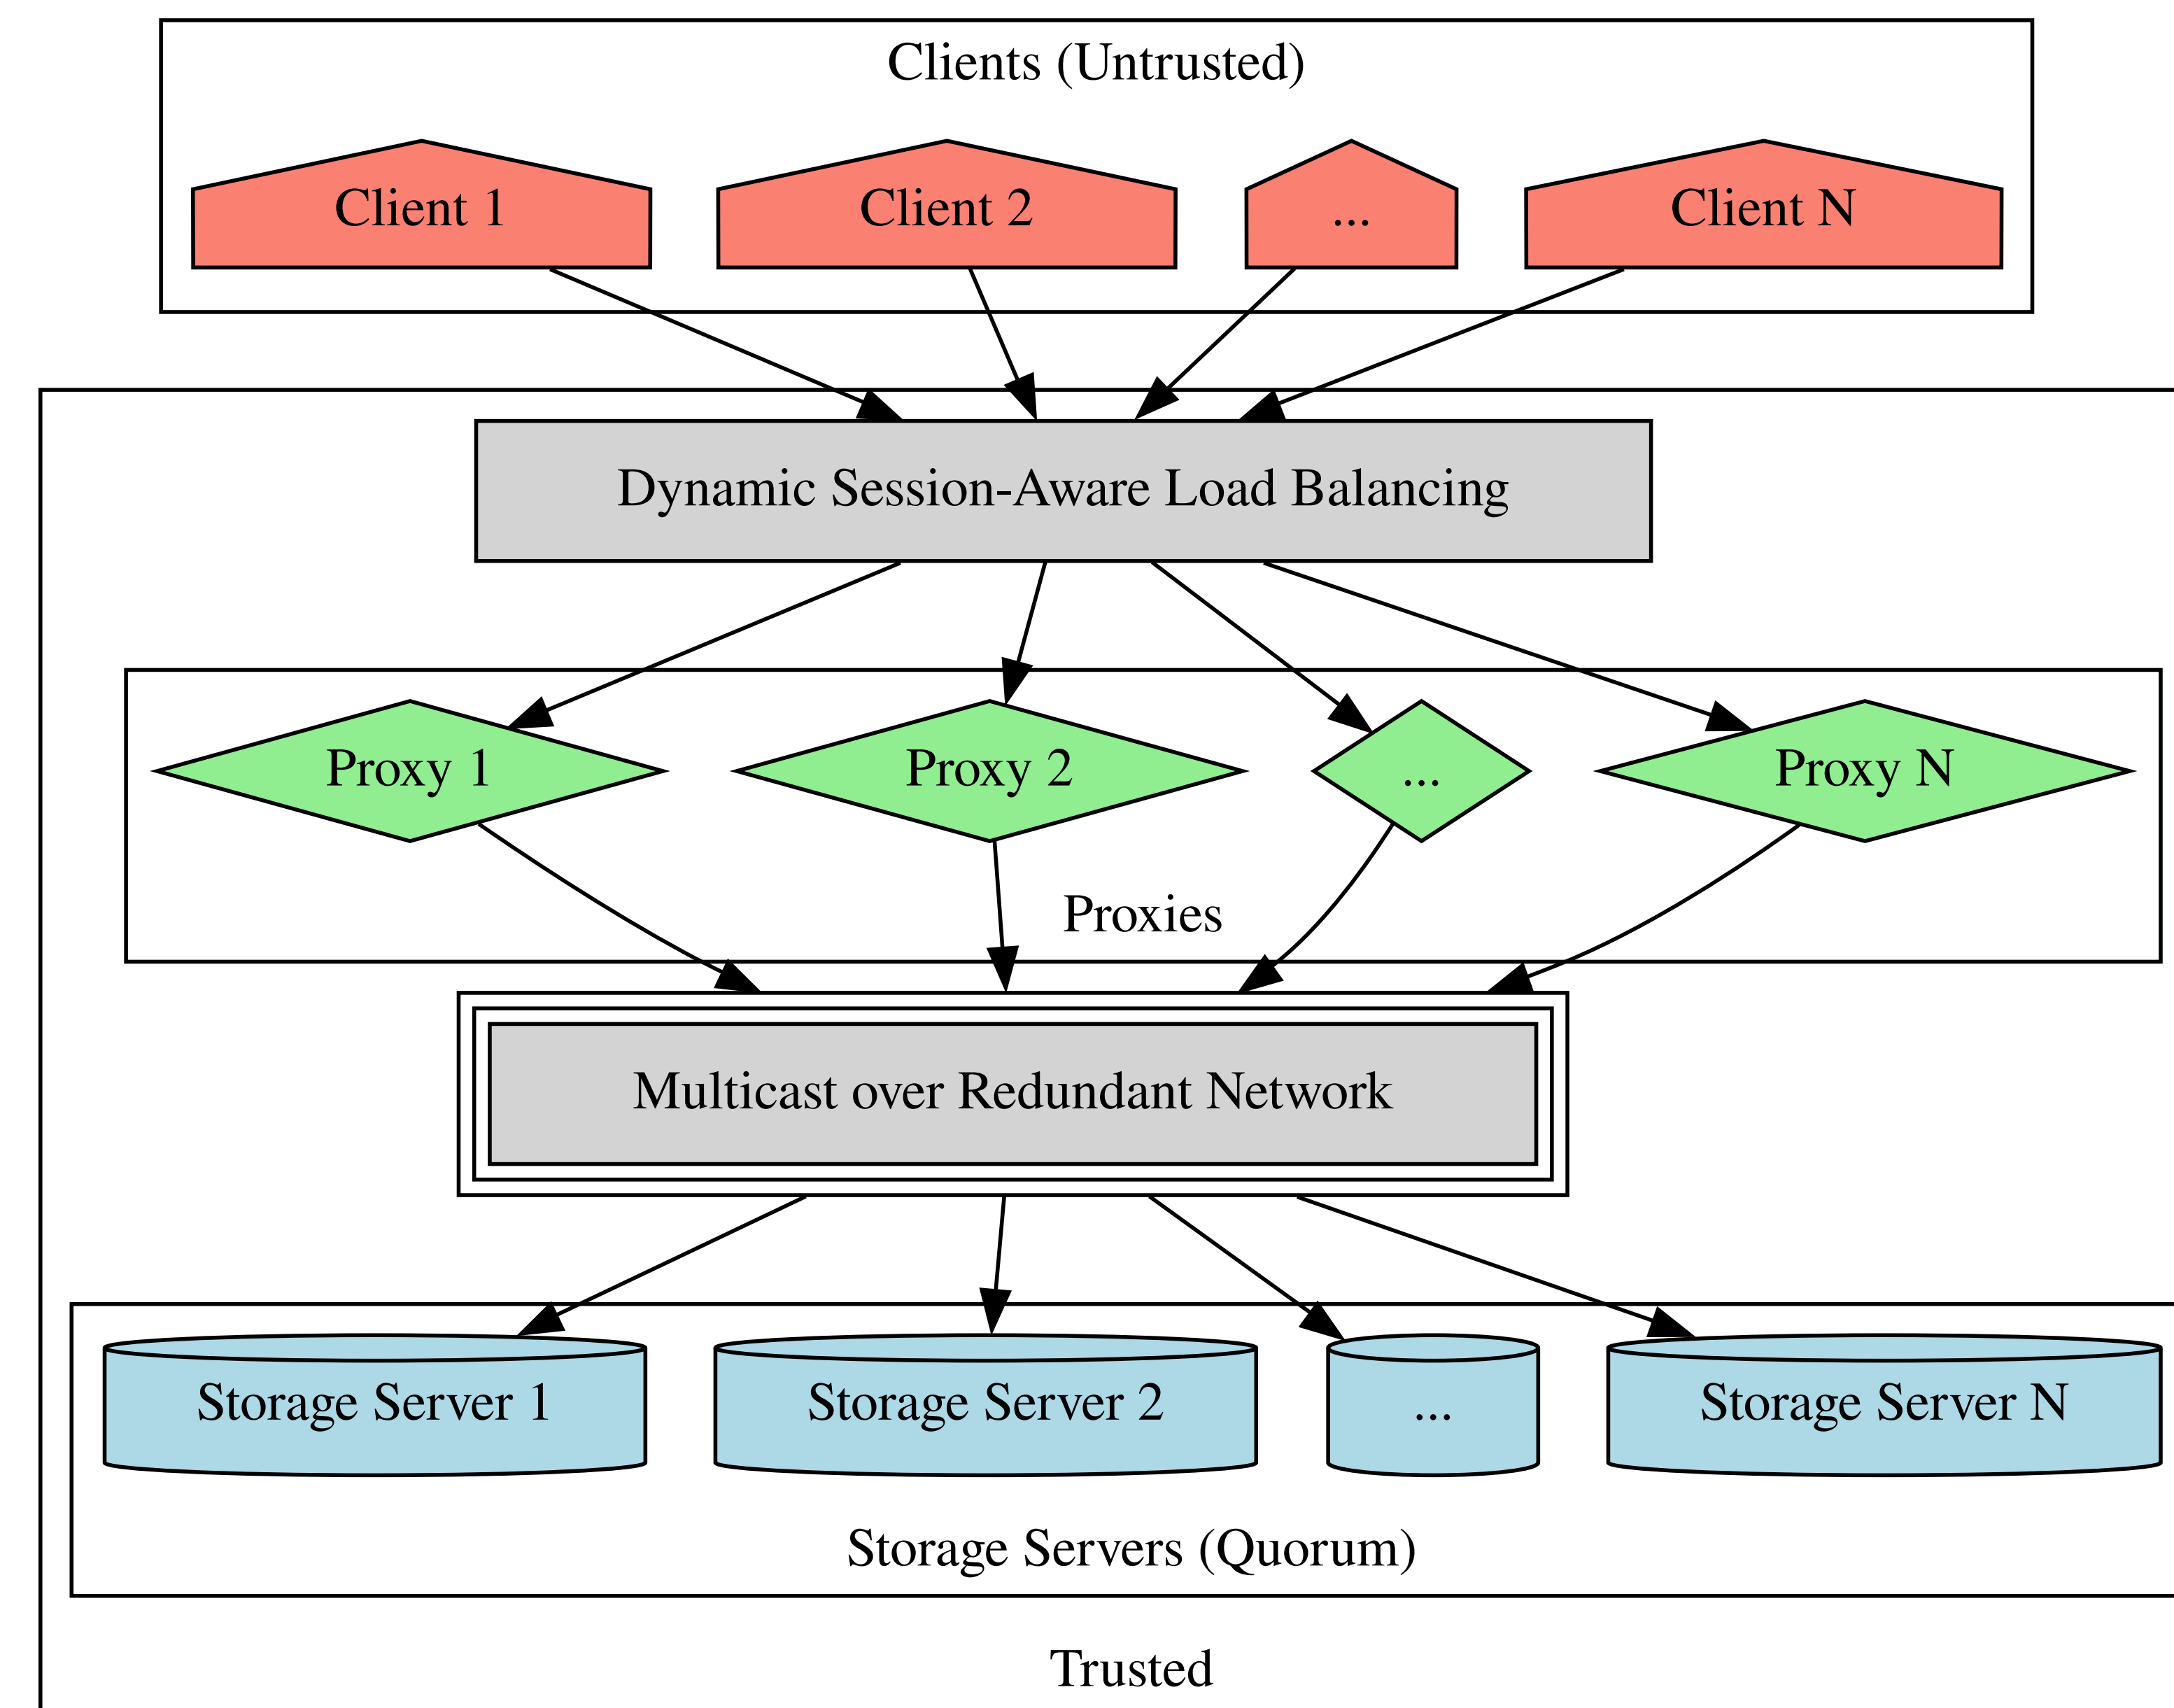 Clients (Untrusted)
Client 1
Client 2
...
Client N
Dynamic Session-Aware Load Balancing
Proxy 1
Proxy 2
...
Proxy N
Proxies
Multicast over Redundant Network
Storage Server 1
Storage Server 2
...
Storage Server N
Storage Servers (Quorum)
Trusted